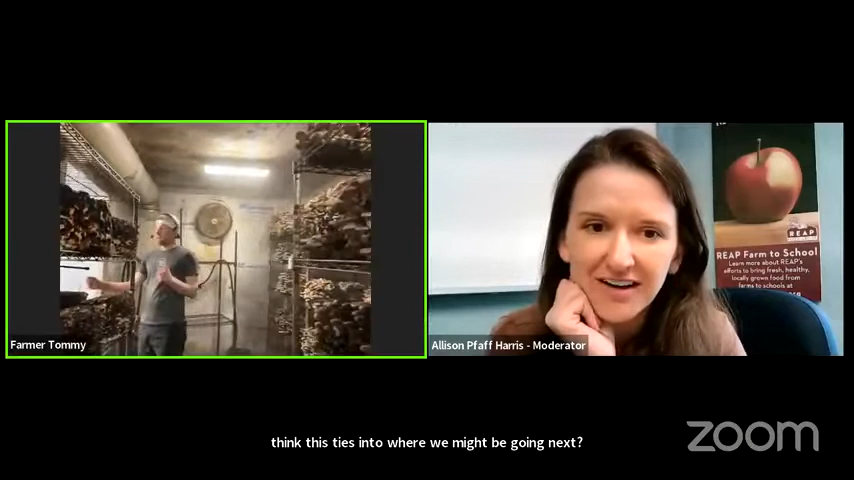 REAP
REAP Farm to School
Learn more about REAP's
efforts to bring fresh, healthy,
locally grown food from
farms to schools at
Farmer Tommy
Allison Pfaff Harris - Moderator
think this ties into where we might be going next?
zoom